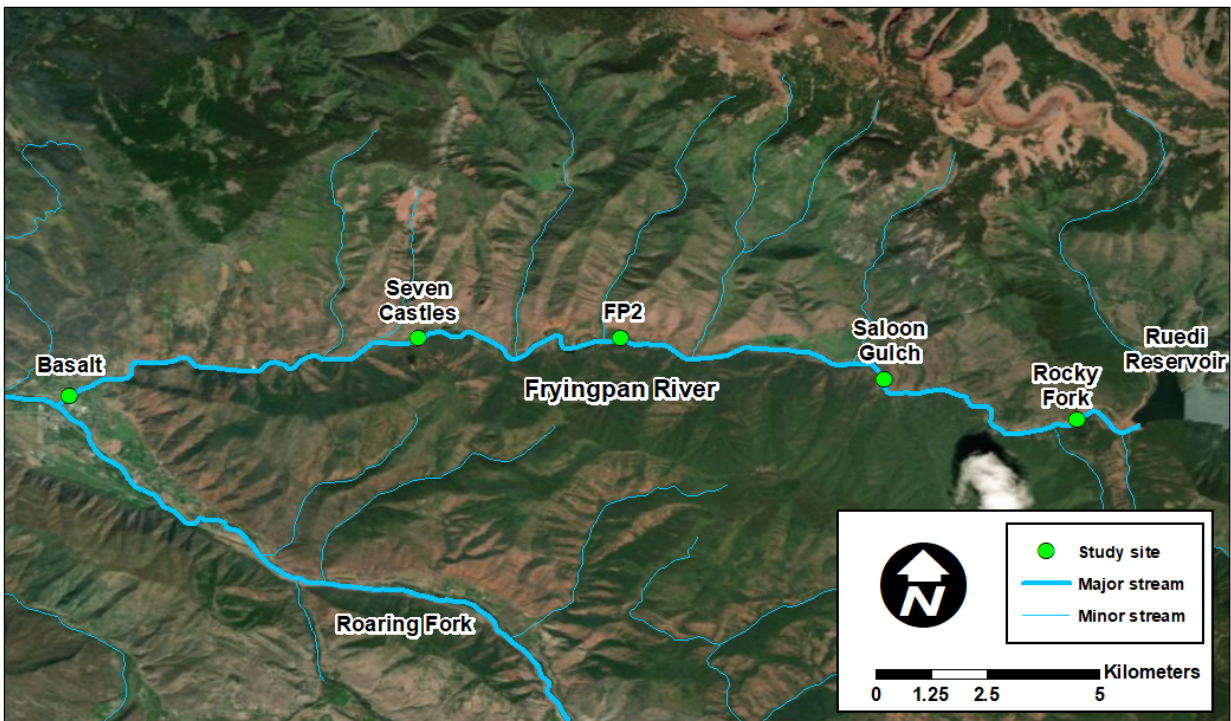 Seven
Castles
FP2
Saloon
Gulch
Ruedi
Reservoir
Basalt
Rocky
Fork
Fryingpan River
Roaring Fork
N
Study site
Major stream
Minor stream
Kilometers
0 1.25 2.5 5